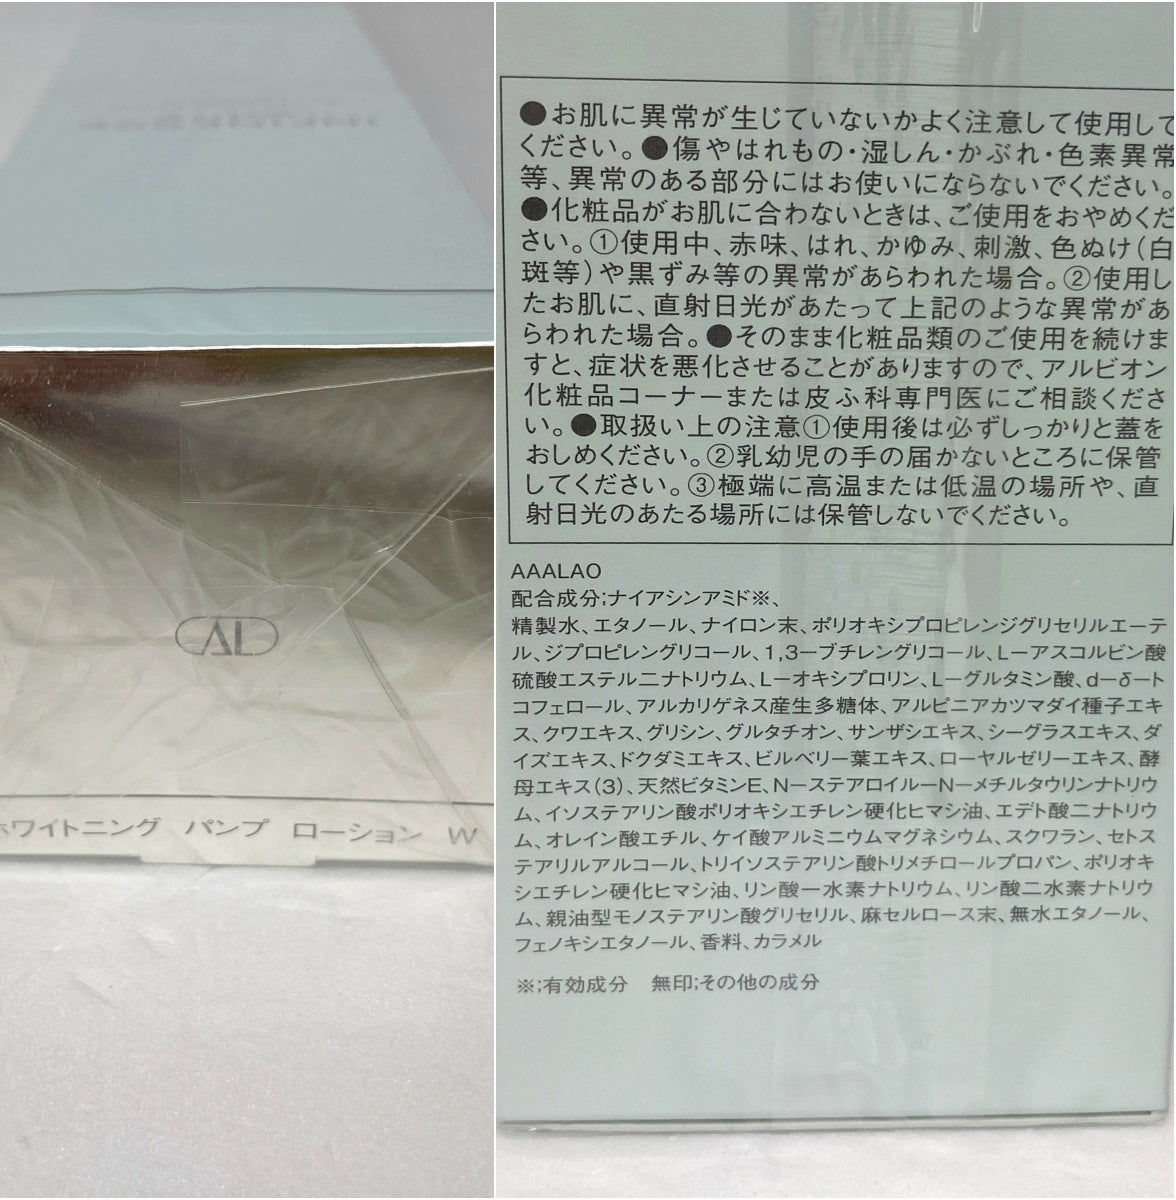 AL
ホワイトニング パンプ ローション W
●お肌に異常が生じていないかよく注意して使用して
ください。●傷やはれもの・湿しん・かぶれ・色素異常
等、異常のある部分にはお使いにならないでください。
●化粧品がお肌に合わないときは、ご使用をおやめくだ
さい。①使用中、赤味、はれ、かゆみ、刺激、色ぬけ(白
斑等)や黒ずみ等の異常があらわれた場合。②使用し
たお肌に、直射日光があたって上記のような異常があ
らわれた場合。●そのまま化粧品類のご使用を続けま
すと、症状を悪化させることがありますので、アルビオン
化粧品コーナーまたは皮ふ科専門医にご相談くださ
い。●取扱い上の注意①使用後は必ずしっかりと蓋を
おしめください。②乳幼児の手の届かないところに保管
してください。③極端に高温または低温の場所や、直
射日光のあたる場所には保管しないでください。
AAALAO
配合成分;ナイアシンアミド※、
精製水、エタノール、ナイロン末、ポリオキシプロピレンジグリセリルエーテ
ル、ジプロピレングリコール、1,3－ブチレングリコール、L－アスコルビン酸
硫酸エステル二ナトリウム、L－オキシプロリン、L－グルタミン酸、d－δ－ト
コフェロール、アルカリゲネス産生多糖体、アルピニアカツマダイ種子エキ
ス、クワエキス、グリシン、グルタチオン、サンザシエキス、シーグラスエキス、ダ
イズエキス、ドクダミエキス、ビルベリー葉エキス、ローヤルゼリーエキス、酵
母エキス(3)、天然ビタミンE、N－ステアロイル－N－メチルタウリンナトリウ
ム、イソステアリン酸ポリオキシエチレン硬化ヒマシ油、エデト酸二ナトリウ
ム、オレイン酸エチル、ケイ酸アルミニウムマグネシウム、スクワラン、セトス
テアリルアルコール、トリイソステアリン酸トリメチロールプロパン、ポリオキ
シエチレン硬化ヒマシ油、リン酸一水素ナトリウム、リン酸二水素ナトリウ
ム、親油型モノステアリン酸グリセリル、麻セルロース末、無水エタノール、
フェノキシエタノール、香料、カラメル
※;有効成分 無印;その他の成分